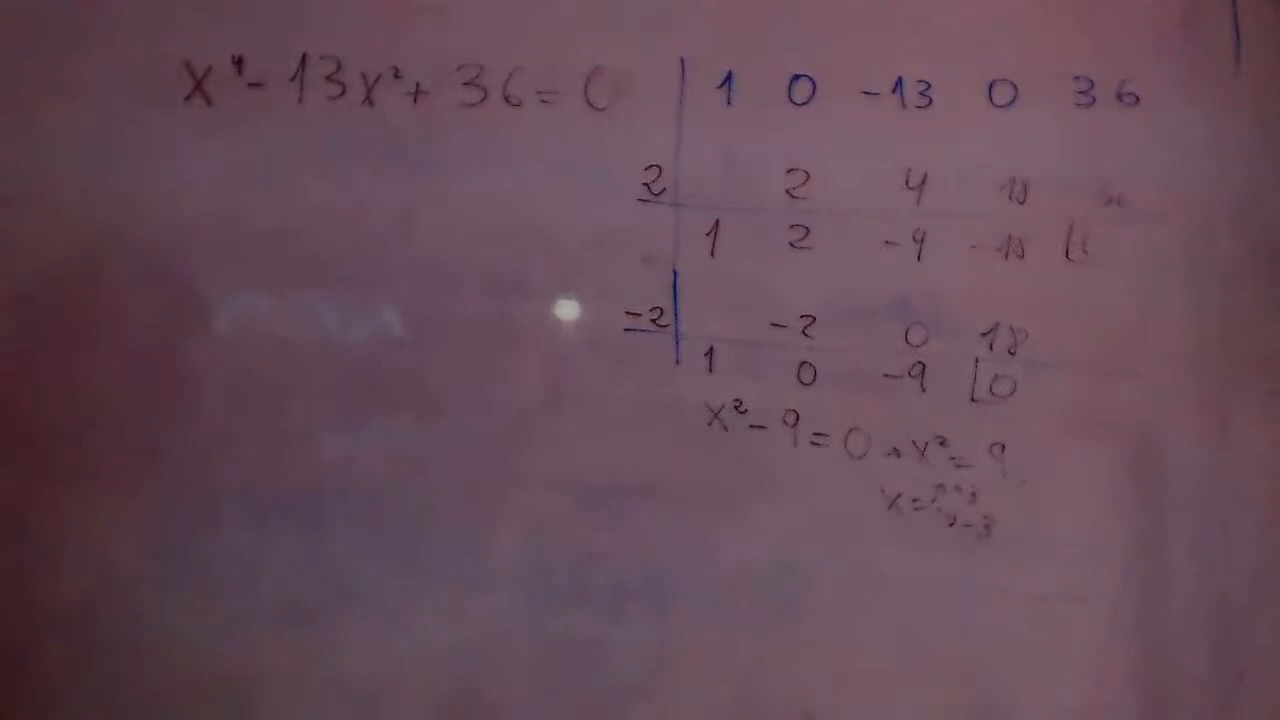 x⁴-13x²+36=0
1 0 -13 0 36
2 2 4 18
1 2 -9 -18
-2 -2 0 18
1 0 -9 0
x²-9=0→x²=9
x=
-3